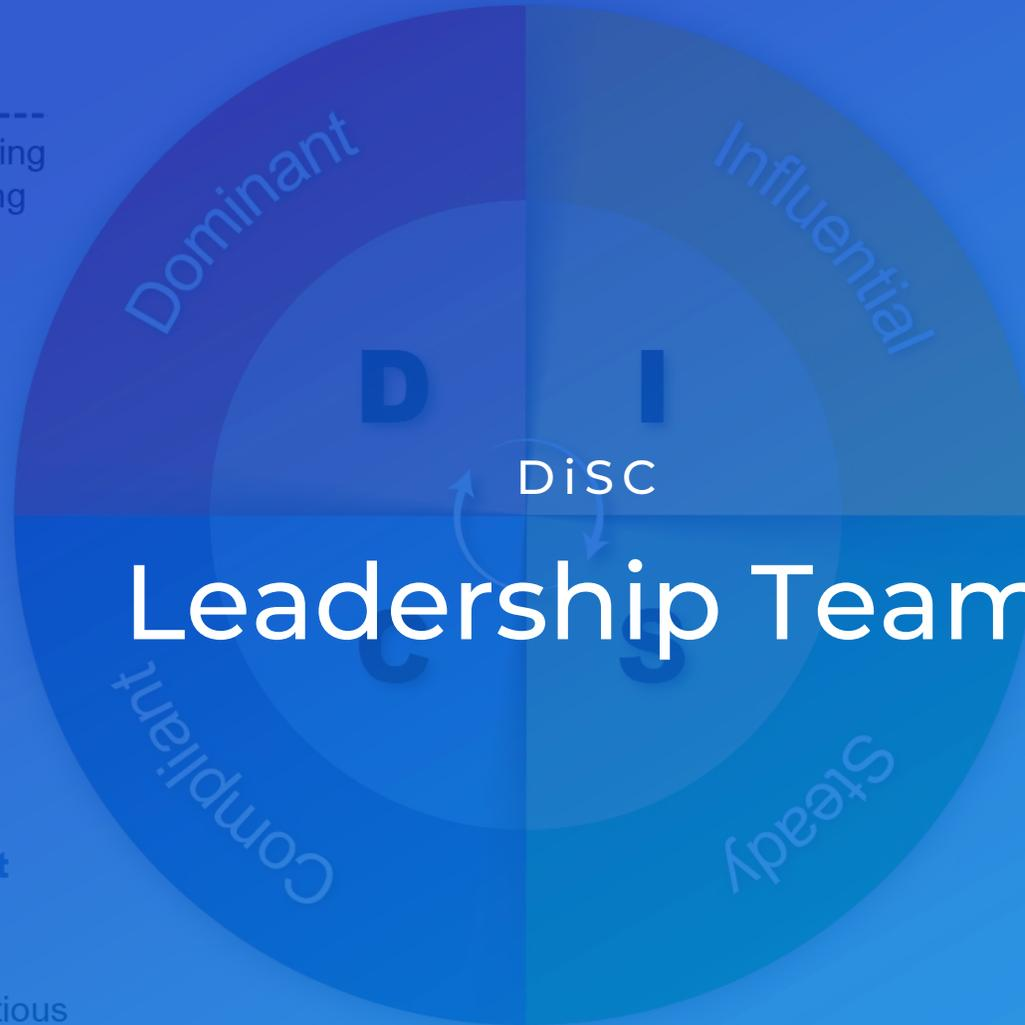 Dominant
Influential
D I
DiSC
Leadership Team
C S
Compliant
Steady